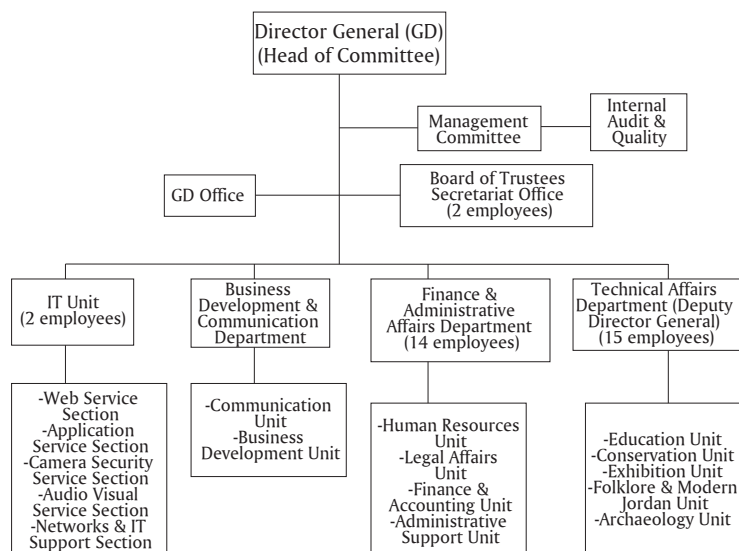 Director General (GD)
(Head of Committee)
Management
Committee
Internal
Audit &
Quality
GD Office
Board of Trustees
Secretariat Office
(2 employees)
IT Unit
(2 employees)
Business
Development &
Communication
Department
Finance &
Administrative
Affairs Department
(14 employees)
Technical Affairs
Department (Deputy
Director General)
(15 employees)
-Web Service
Section
-Application
Service Section
-Camera Security
Service Section
-Audio Visual
Service Section
-Networks & IT
Support Section
-Communication
Unit
-Business
Development Unit
-Human Resources
Unit
-Legal Affairs
Unit
-Finance &
Accounting Unit
-Administrative
Support Unit
-Education Unit
-Conservation Unit
-Exhibition Unit
-Folklore & Modern
Jordan Unit
-Archaeology Unit